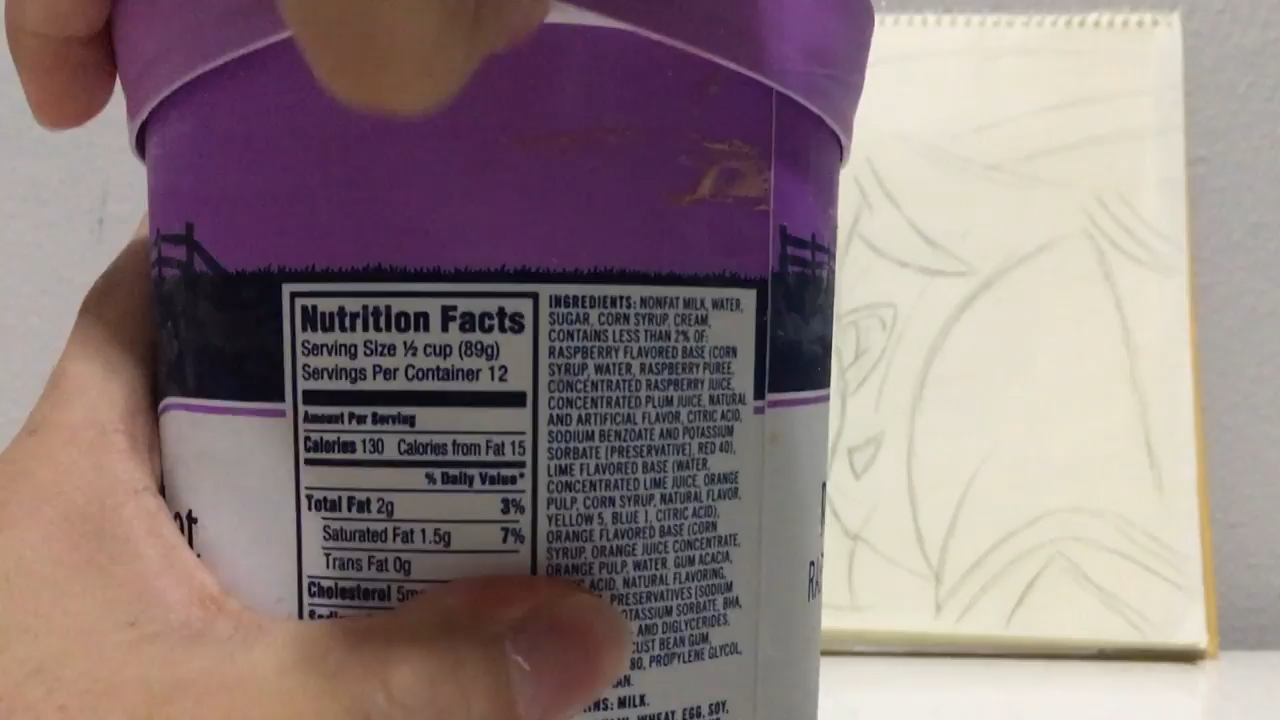 Nutrition Facts
Serving Size ½ cup (89g)
Servings Per Container 12
Amount Per Serving
Calories 130 Calories from Fat 15
% Daily Value*
Total Fat 2g 3%
Saturated Fat 1.5g 7%
Trans Fat 0g
Cholesterol 5m
INGREDIENTS: NONFAT MILK, WATER,
SUGAR, CORN SYRUP, CREAM,
CONTAINS LESS THAN 2% OF:
RASPBERRY FLAVORED BASE (CORN
SYRUP, WATER, RASPBERRY PUREE,
CONCENTRATED RASPBERRY JUICE,
CONCENTRATED PLUM JUICE, NATURAL
AND ARTIFICIAL FLAVOR, CITRIC ACID,
SODIUM BENZOATE AND POTASSIUM
SORBATE (PRESERVATIVE), RED 40),
LIME FLAVORED BASE (WATER,
CONCENTRATED LIME JUICE, ORANGE
PULP, CORN SYRUP, NATURAL FLAVOR,
YELLOW 5, BLUE 1, CITRIC ACID),
ORANGE FLAVORED BASE (CORN
SYRUP, ORANGE JUICE CONCENTRATE,
ORANGE PULP, WATER, GUM ACACIA,
ACID, NATURAL FLAVORING,
PRESERVATIVES (SODIUM
POTASSIUM SORBATE, BHA,
AND DIGLYCERIDES,
BEAN GUM,
80, PROPYLENE GLYCOL,
MILK.
WHEAT, EGG, SOY,